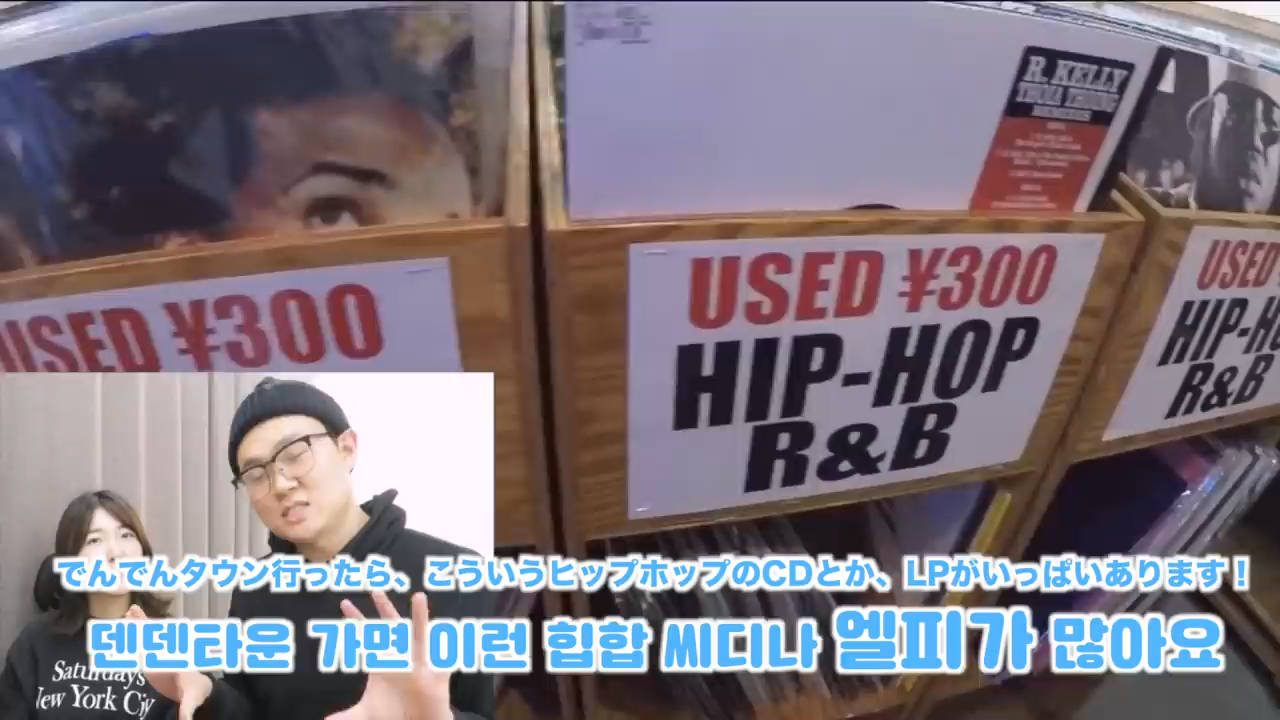 R. KELLY
USED ¥300
USED ¥300
HIP-HOP
R&B
USED
R&B
でんでんタウン行ったら、こういうヒップホップのCDとか、LPがいっぱいあります！
덴덴타운 가면 이런 힙합 씨디나 엘피가 많아요
Saturdays
New York City